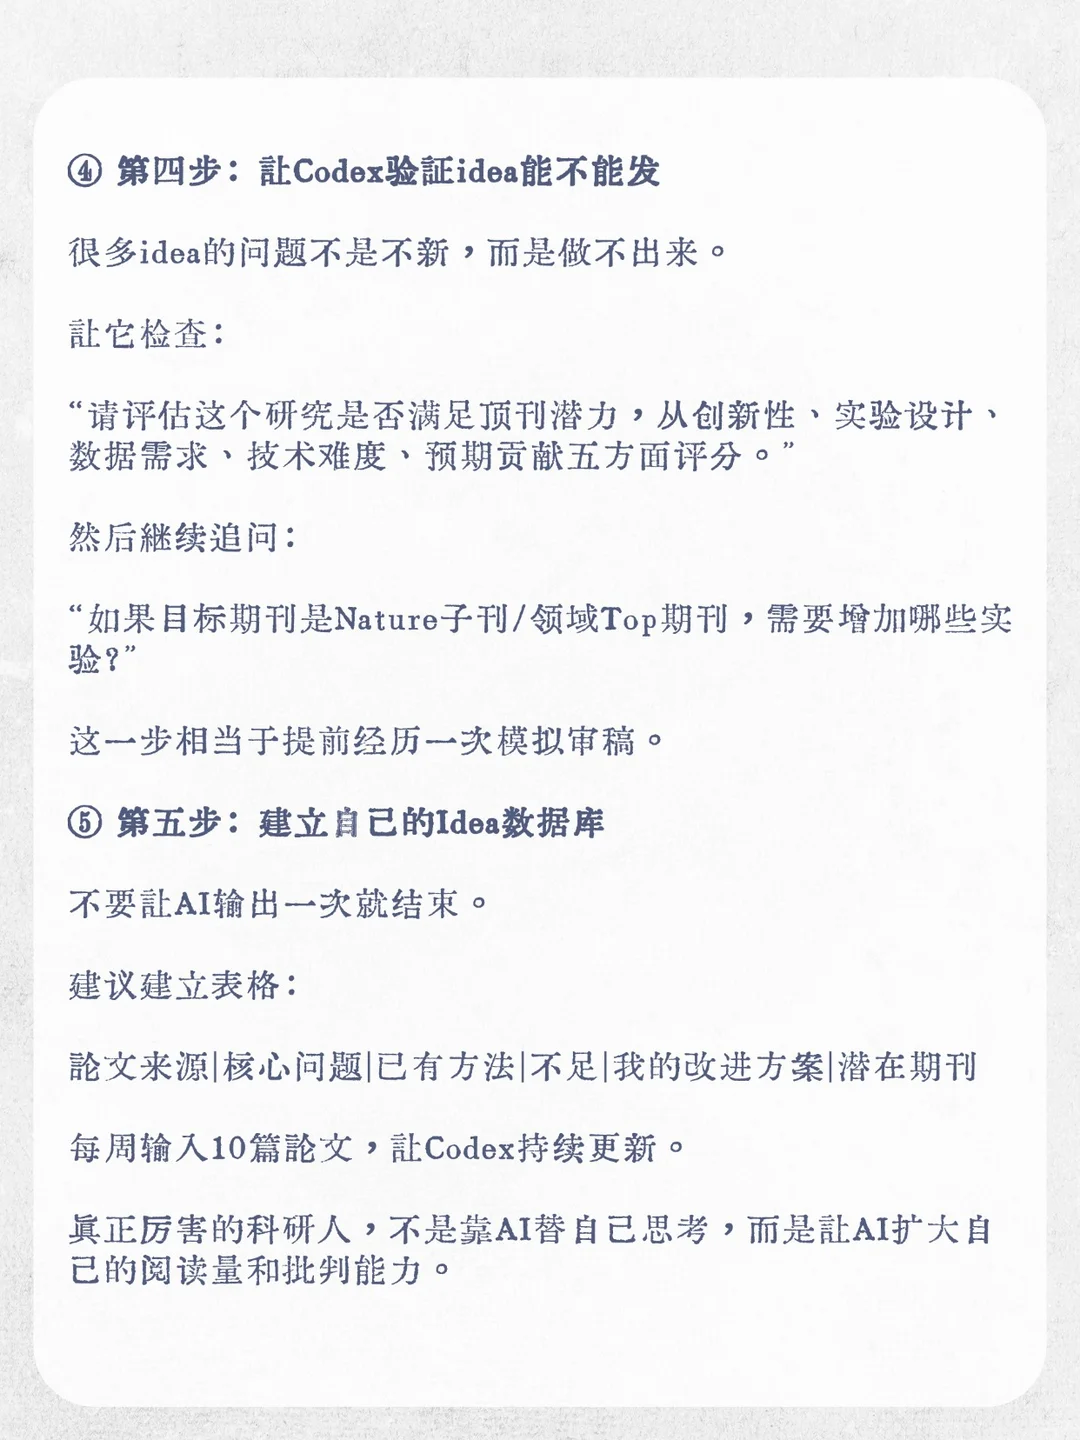 ④ 第四步：訨Codex验証idea能不能发
很多idea的问题不是不新，而是做不出来。
訨它检查：
“请评估这个研究是否满足顶刊潜力，从创新性、实验设计、
数据需求、技术难度、预期贡献五方面评分。”
然后継续追问：
“如果目标期刊是Nature子刊/领域Top期刊，需要增加哪些实
验？”
这一步相当于提前经历一次模拟审稿。
⑤ 第五步：建立自己的Idea数据库
不要訨AI输出一次就结束。
建议建立表格：
論文来源|核心问题|已有方法|不足|我的改进方案|潜在期刊
每周输入10篇論文，訨Codex持续更新。
眞正厉害的科研人，不是靠AI替自己思考，而是訨AI扩大自
己的阅读量和批判能力。